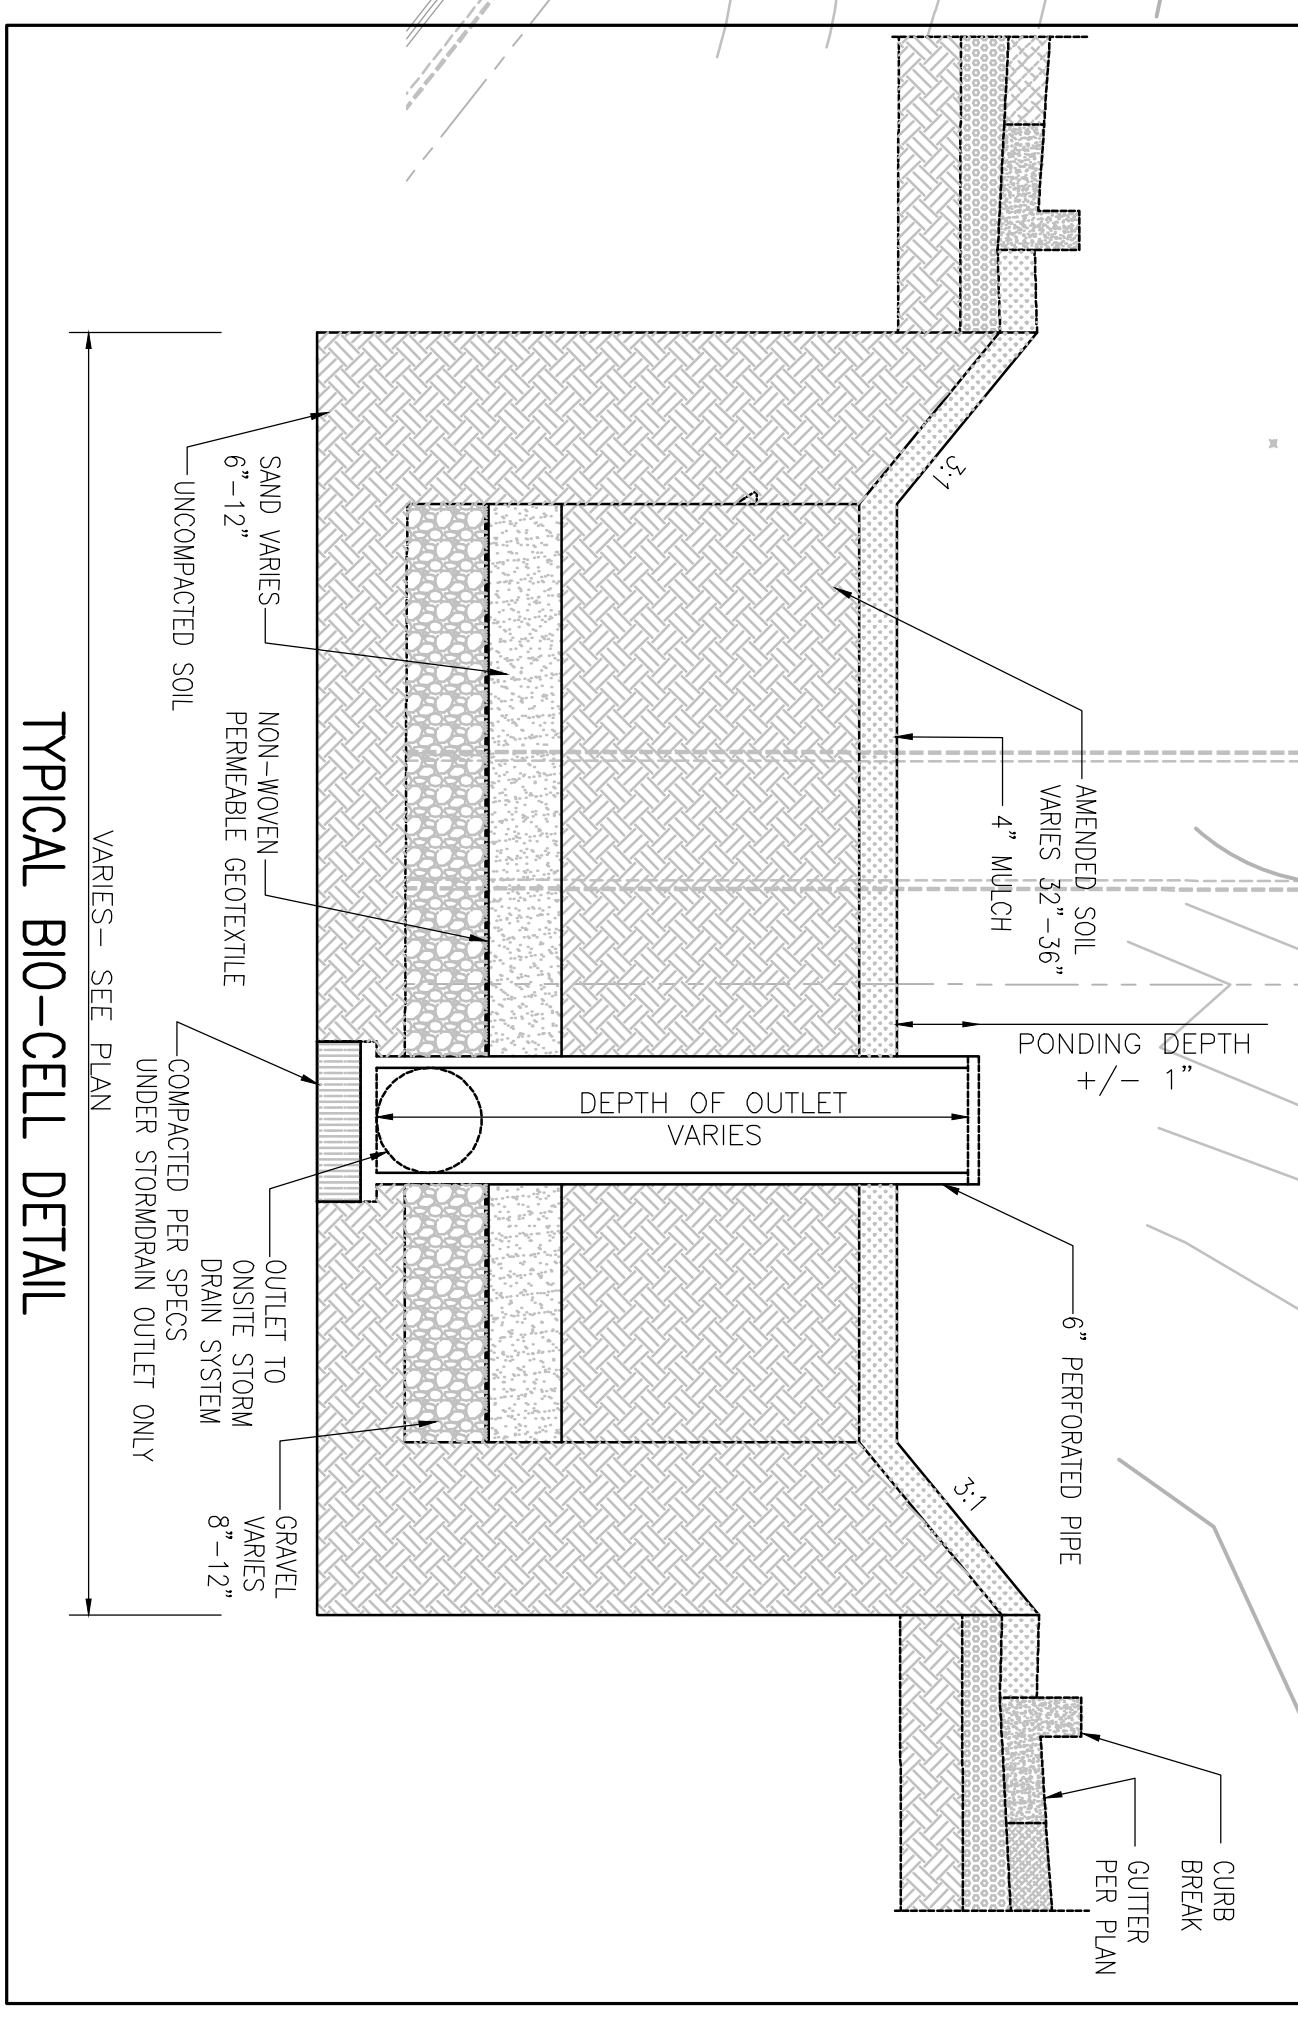 CURB
BREAK
GUTTER
PER PLAN
PONDING DEPTH
+/- 1"
AMENDED SOIL
VARIES 32"-36"
4" MULCH
6" PERFORATED PIPE
3:1
3:1
DEPTH OF OUTLET
VARIES
SAND VARIES
6"-12"
UNCOMPACTED SOIL
NON-WOVEN
PERMEABLE GEOTEXTILE
OUTLET TO
ONSITE STORM
DRAIN SYSTEM
COMPACTED PER SPECS
UNDER STORMDRAIN OUTLET ONLY
GRAVEL
VARIES
8"-12"
VARIES- SEE PLAN
TYPICAL BIO-CELL DETAIL